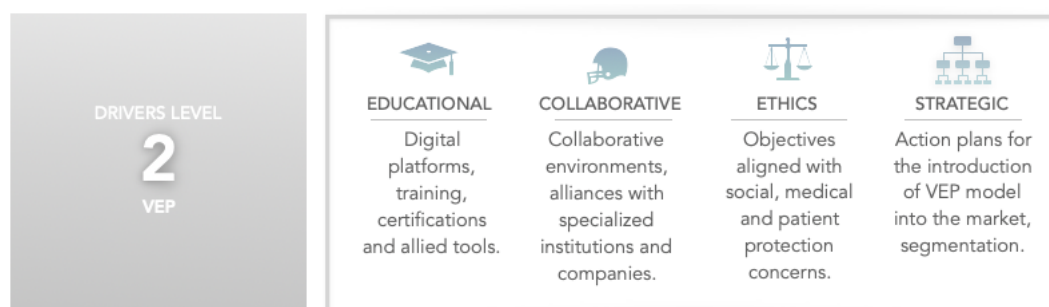 DRIVERS LEVEL
2
VEP
EDUCATIONAL
Digital
platforms,
training,
certifications
and allied tools.
COLLABORATIVE
Collaborative
environments,
alliances with
specialized
institutions and
companies.
ETHICS
Objectives
aligned with
social, medical
and patient
protection
concerns.
STRATEGIC
Action plans for
the introduction
of VEP model
into the market,
segmentation.